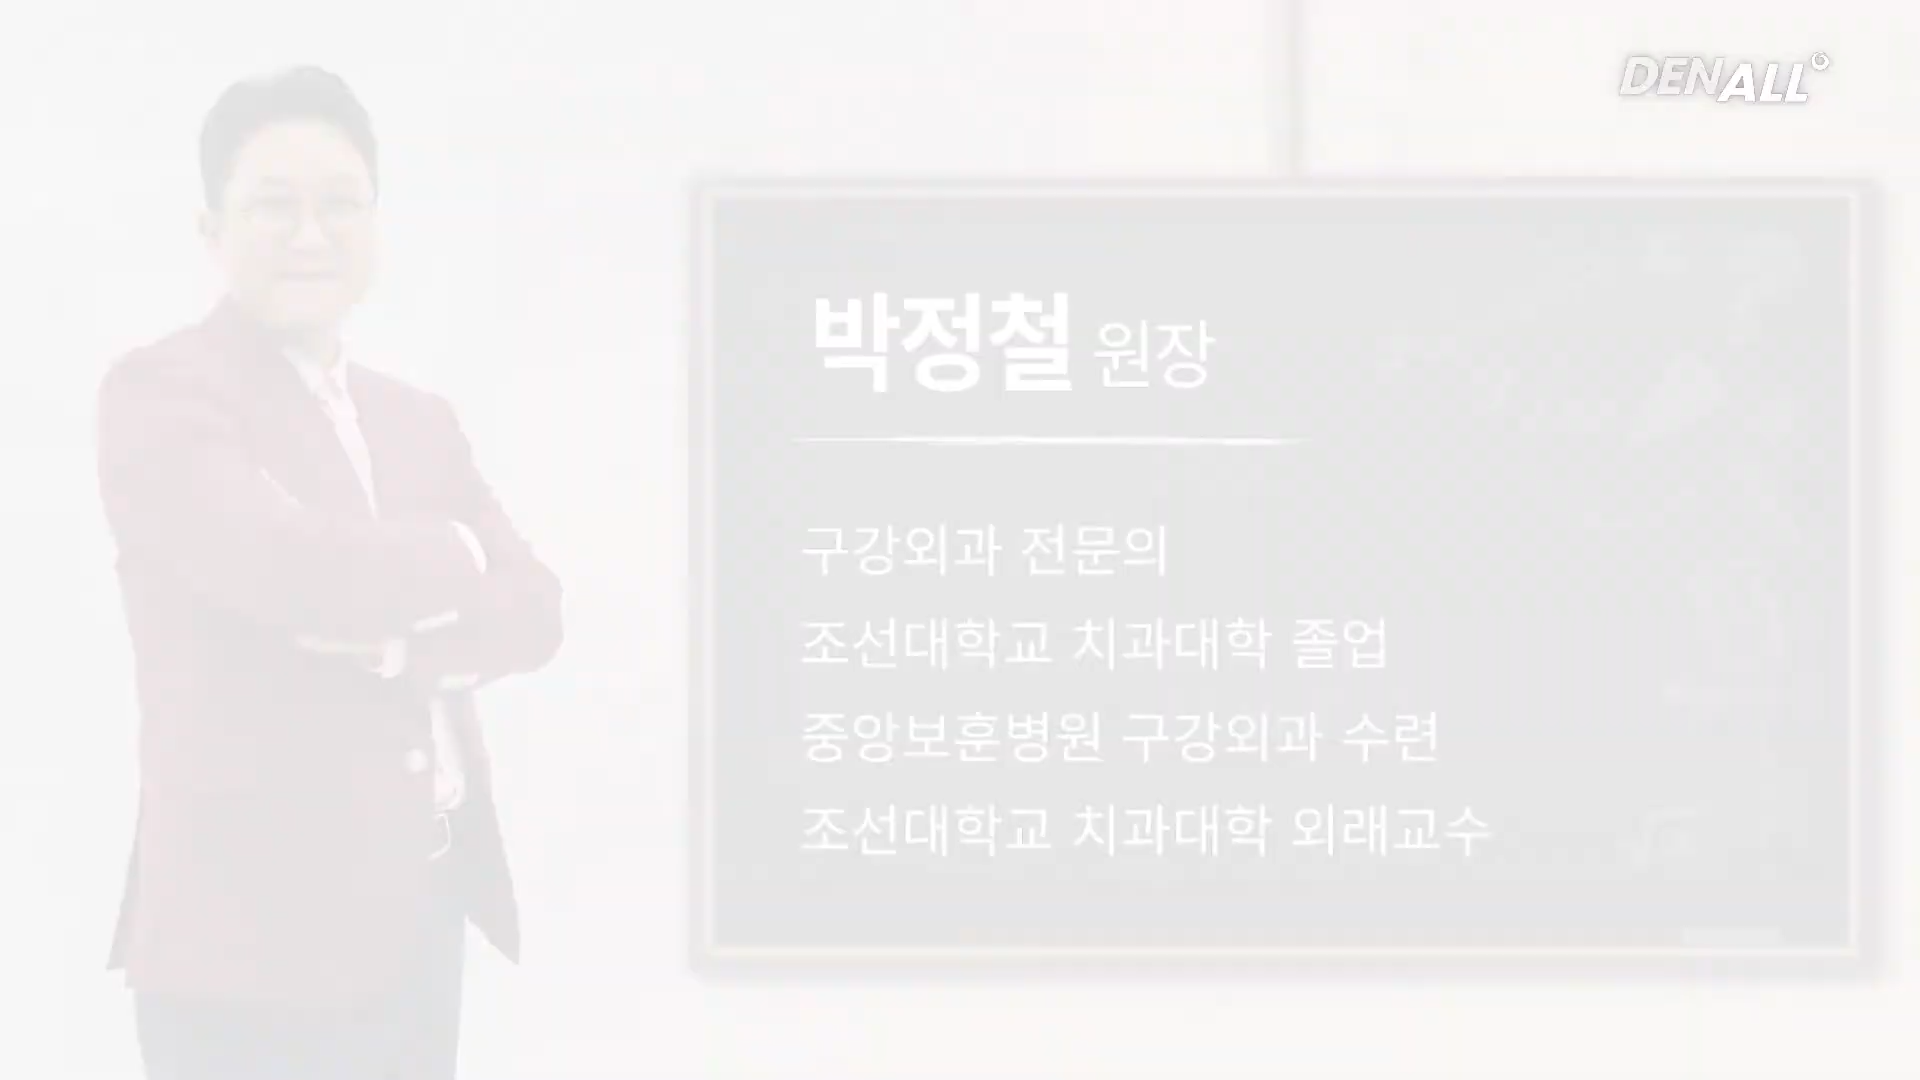 DENALL
박정철 원장
구강외과 전문의
조선대학교 치과대학 졸업
중앙보훈병원 구강외과 수련
조선대학교 치과대학 외래교수